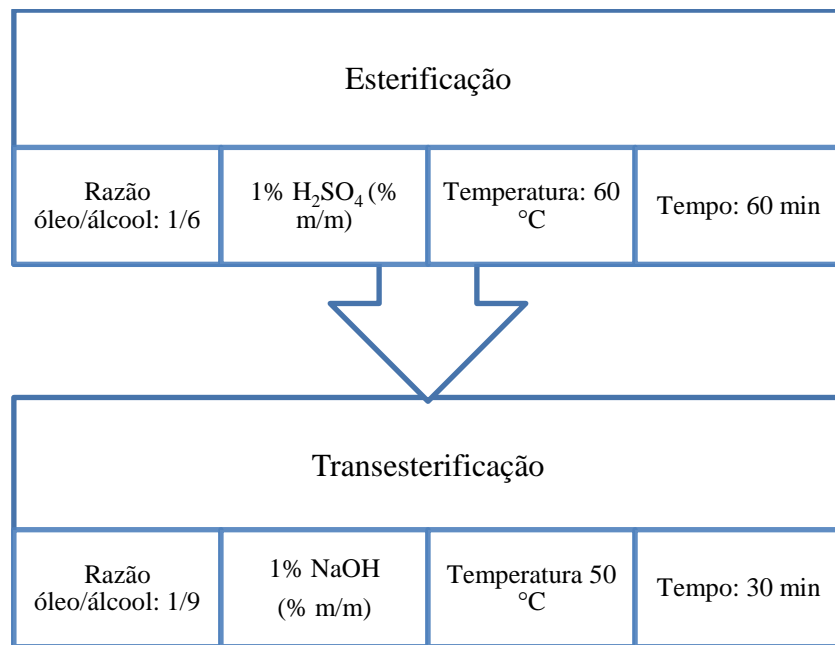 Esterificação
Razão
óleo/álcool: 1/6
1% H₂SO₄ (%
m/m)
Temperatura: 60
°C
Tempo: 60 min
Transesterificação
Razão
óleo/álcool: 1/9
1% NaOH
(% m/m)
Temperatura 50
°C
Tempo: 30 min